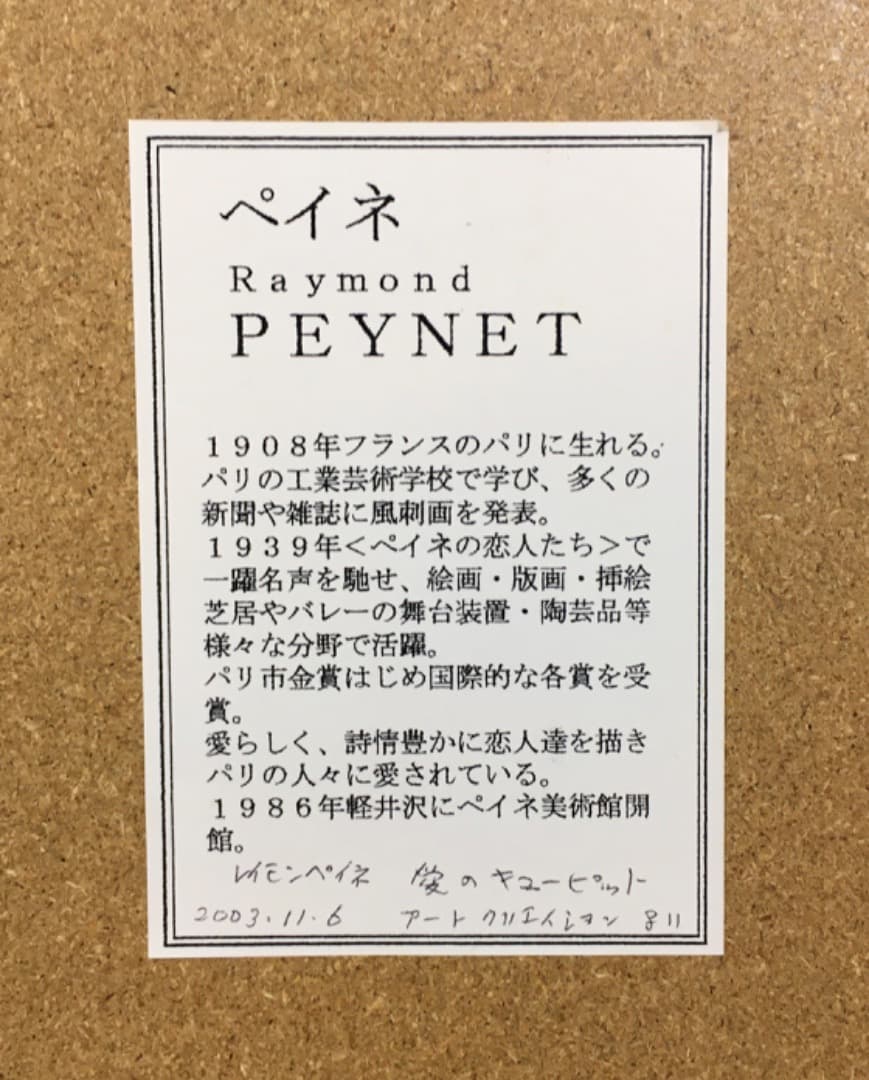 ペイネ
Raymond
PEYNET
1908年フランスのパリに生れる。
パリの工業芸術学校で学び、多くの
新聞や雑誌に風刺画を発表。
1939年<ペイネの恋人たち>で
一躍名声を馳せ、絵画・版画・挿絵
芝居やバレーの舞台装置・陶芸品等
様々な分野で活躍。
パリ市金賞はじめ国際的な各賞を受
賞。
愛らしく、詩情豊かに恋人達を描き
パリの人々に愛されている。
1986年軽井沢にペイネ美術館開
館。
レイモンペイネ 愛のキューピット
2003.11.6 アートクリエイション